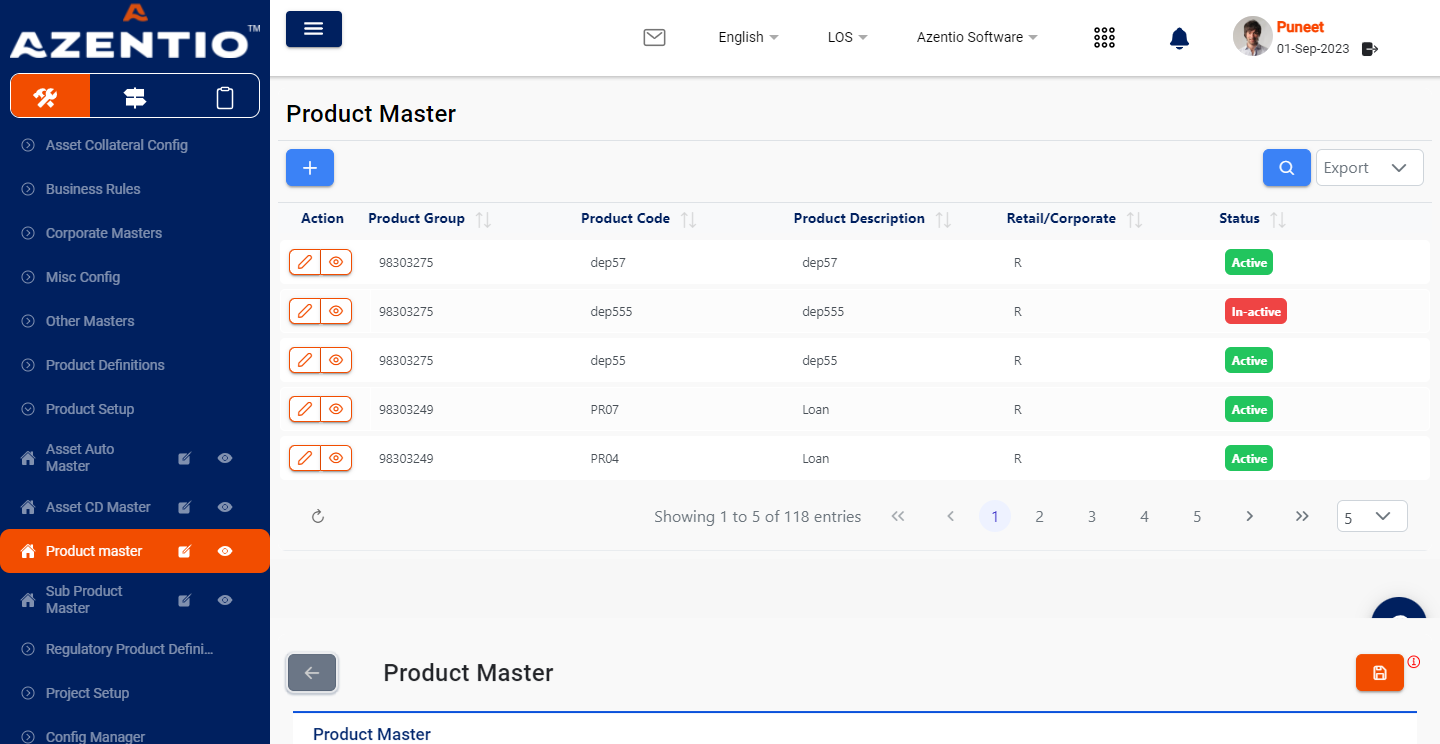 AZENTIO™
Asset Collateral Config
Business Rules
Corporate Masters
Misc Config
Other Masters
Product Definitions
Product Setup
Asset Auto
Master
Asset CD Master
Product master
Sub Product
Master
Regulatory Product Defini...
Project Setup
Config Manager
English LOS Azentio Software Puneet
01-Sep-2023
Product Master
Export
Action Product Group Product Code Product Description Retail/Corporate Status
98303275 dep57 dep57 R Active
98303275 dep555 dep555 R In-active
98303275 dep55 dep55 R Active
98303249 PR07 Loan R Active
98303249 PR04 Loan R Active
Showing 1 to 5 of 118 entries 1 2 3 4 5 5
Product Master
Product Master